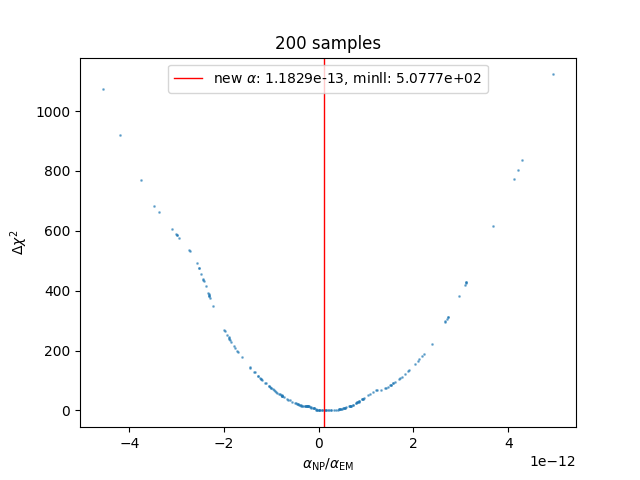 200 samples
new α: 1.1829e-13, minll: 5.0777e+02
Δχ²
1000
800
600
400
200
0
−4 −2 0 2 4
1e−12
α_NP/α_EM